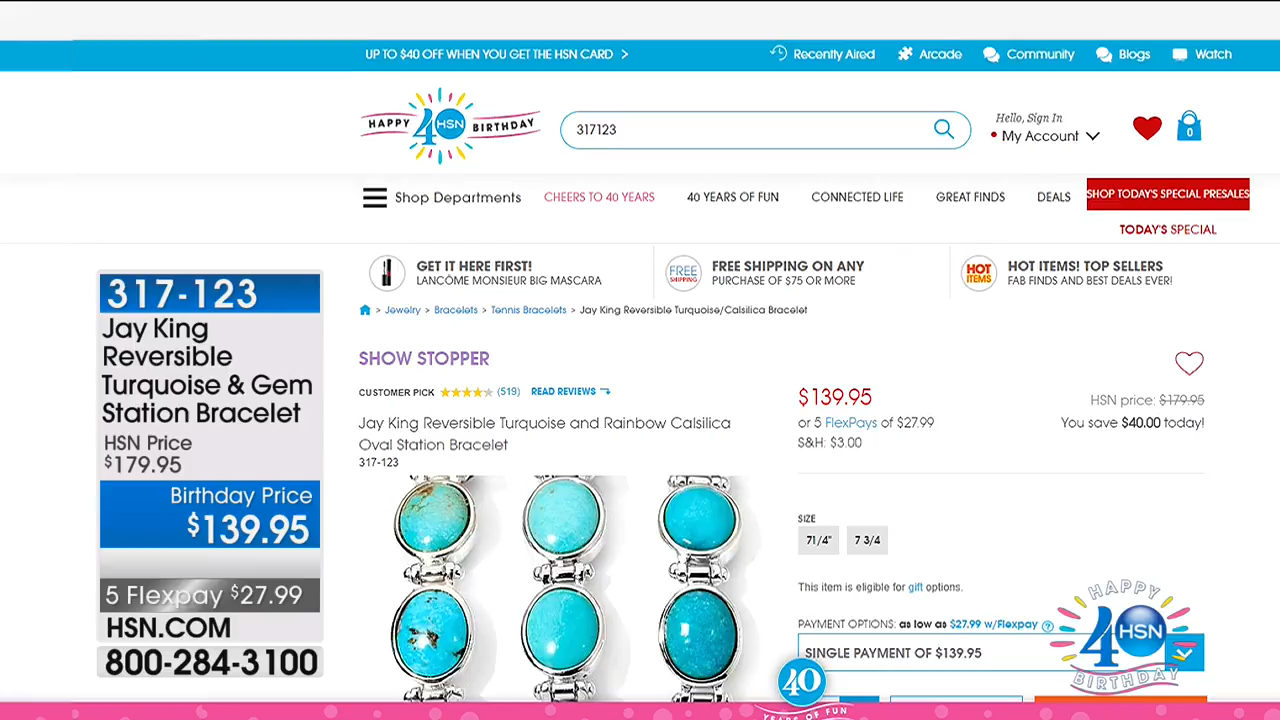 UP TO $40 OFF WHEN YOU GET THE HSN CARD >
Recently Aired
Arcade
Community
Blogs
Watch
HAPPY 40 HSN BIRTHDAY
317123
Hello, Sign In
My Account
0
Shop Departments
CHEERS TO 40 YEARS
40 YEARS OF FUN
CONNECTED LIFE
GREAT FINDS
DEALS
SHOP TODAY'S SPECIAL PRESALES
TODAY'S SPECIAL
GET IT HERE FIRST!
LANCÔME MONSIEUR BIG MASCARA
FREE SHIPPING
FREE SHIPPING ON ANY
PURCHASE OF $75 OR MORE
HOT ITEMS
HOT ITEMS! TOP SELLERS
FAB FINDS AND BEST DEALS EVER!
> Jewelry > Bracelets > Tennis Bracelets > Jay King Reversible Turquoise/Calsilica Bracelet
317-123
Jay King
Reversible
Turquoise & Gem
Station Bracelet
HSN Price
$179.95
Birthday Price
$139.95
5 Flexpay $27.99
HSN.COM
800-284-3100
SHOW STOPPER
CUSTOMER PICK (519) READ REVIEWS
Jay King Reversible Turquoise and Rainbow Calsilica
Oval Station Bracelet
317-123
$139.95
HSN price: $179.95
or 5 FlexPays of $27.99
You save $40.00 today!
S&H: $3.00
SIZE
7 1/4"
7 3/4
This item is eligible for gift options.
PAYMENT OPTIONS: as low as $27.99 w/Flexpay ?
SINGLE PAYMENT OF $139.95
HAPPY
40 HSN
BIRTHDAY
40
YEARS OF FUN